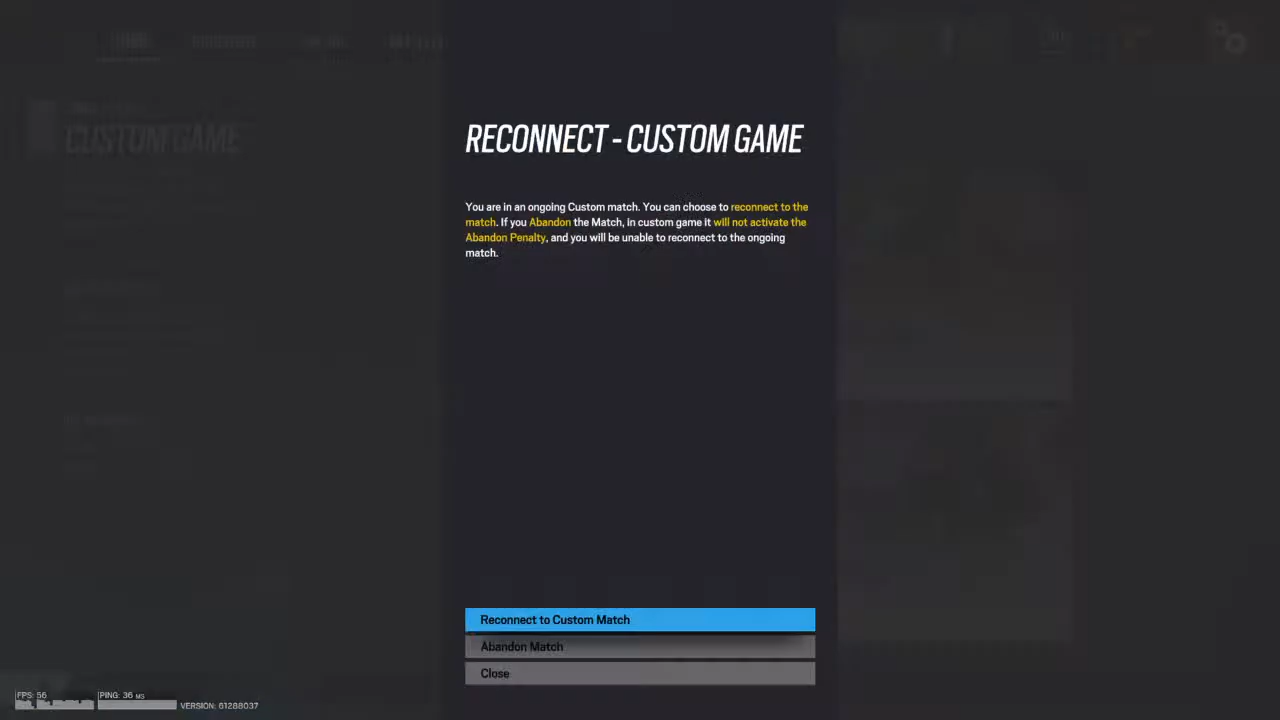 CUSTOM GAME
RECONNECT - CUSTOM GAME
You are in an ongoing Custom match. You can choose to reconnect to the
match. If you Abandon the Match, in custom game it will not activate the
Abandon Penalty, and you will be unable to reconnect to the ongoing
match.
Reconnect to Custom Match
Abandon Match
Close
FPS: 56
PING: 36 MS
VERSION: 61288037